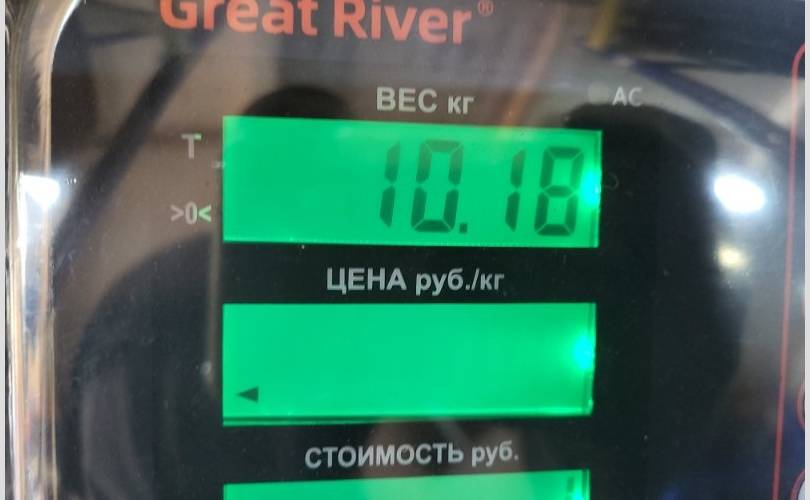 Great River®
ВЕС кг
AC
T
10.18
>0<
ЦЕНА руб./кг
СТОИМОСТЬ руб.